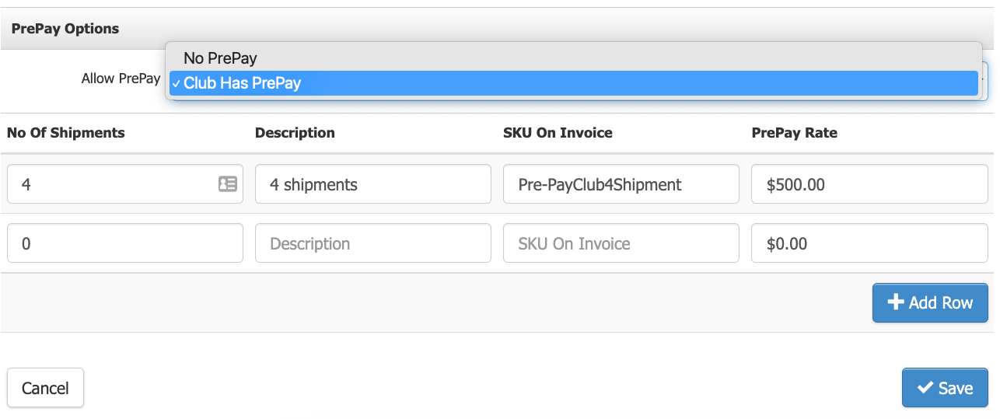 PrePay Options
No PrePay
Allow PrePay
✓ Club Has PrePay
No Of Shipments Description SKU On Invoice PrePay Rate
4 4 shipments Pre-PayClub4Shipment $500.00
0 Description SKU On Invoice $0.00
Add Row
Cancel Save